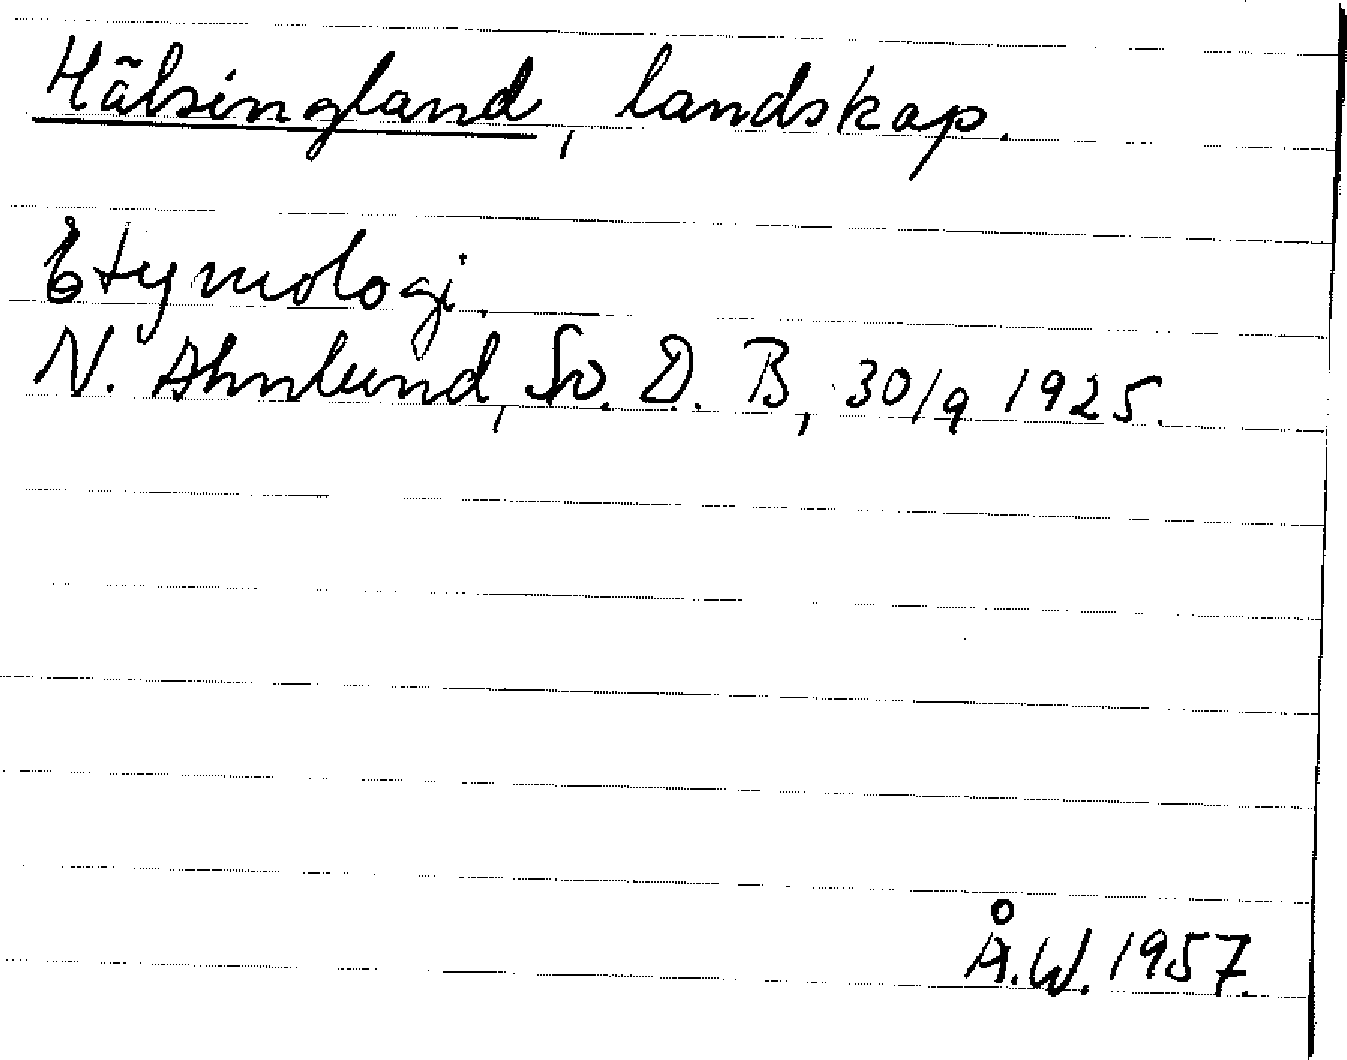 Hälsingland, landskap.
Etymologi.
N. Ahnlund, Sv. D. B, 30/9 1925.
Å.W. 1957.